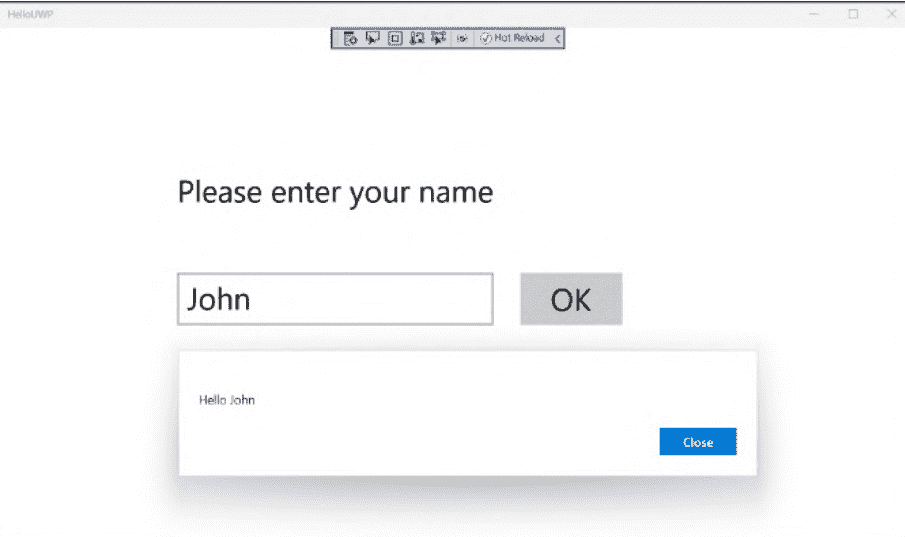 HelloUWP
Hot Reload
Please enter your name
John
OK
Hello John
Close